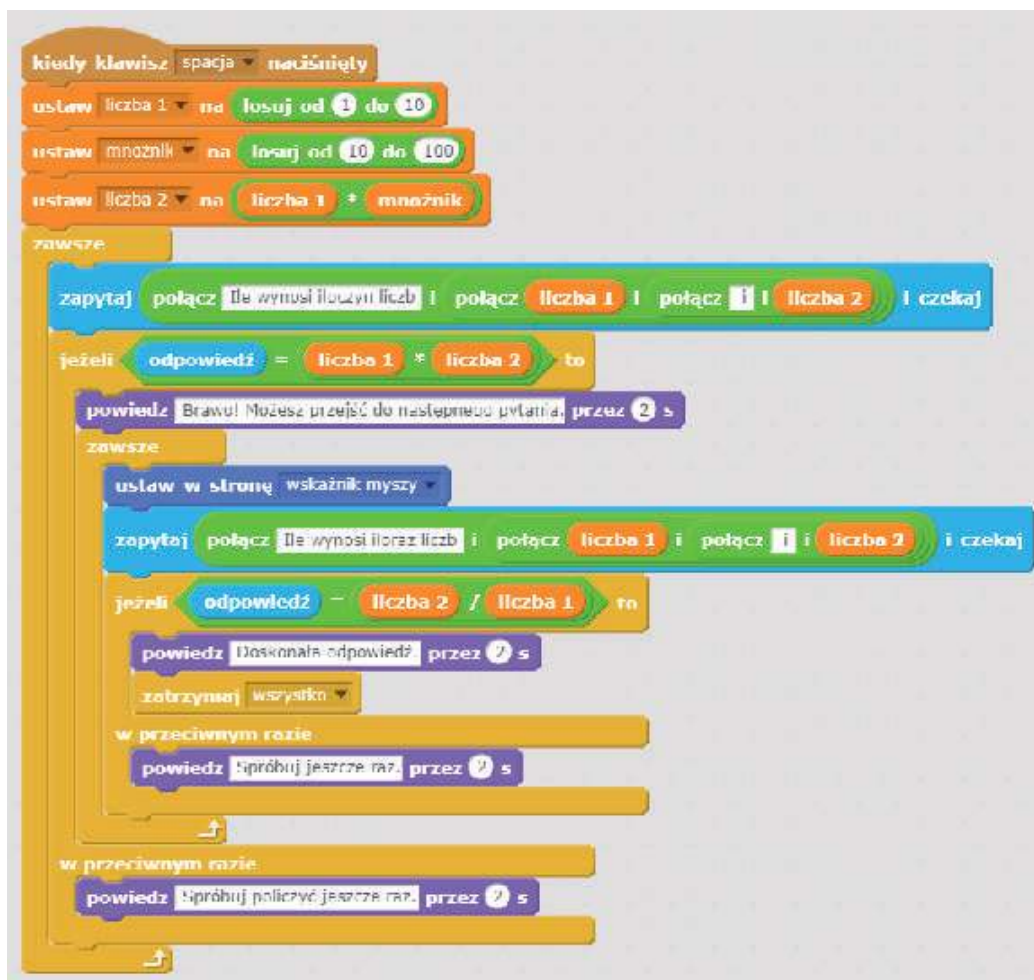 kiedy klawisz spacja naciśnięty
ustaw liczba 1 na losuj od 1 do 10
ustaw mnożnik na losuj od 10 do 100
ustaw liczba 2 na liczba 1 * mnożnik
zawsze
zapytaj połącz Ile wynosi iloczyn liczb i połącz liczba 1 i połącz i i liczba 2 i czekaj
jeżeli odpowiedź = liczba 1 * liczba 2 to
powiedz Brawo! Możesz przejść do następnego pytania. przez 2 s
zawsze
ustaw w stronę wskaźnik myszy
zapytaj połącz Ile wynosi iloraz liczb i połącz liczba 1 i połącz i i liczba 2 i czekaj
jeżeli odpowiedź = liczba 2 / liczba 1 to
powiedz Doskonała odpowiedź. przez 2 s
zatrzymaj wszystko
w przeciwnym razie
powiedz Spróbuj jeszcze raz. przez 2 s
w przeciwnym razie
powiedz Spróbuj policzyć jeszcze raz. przez 2 s